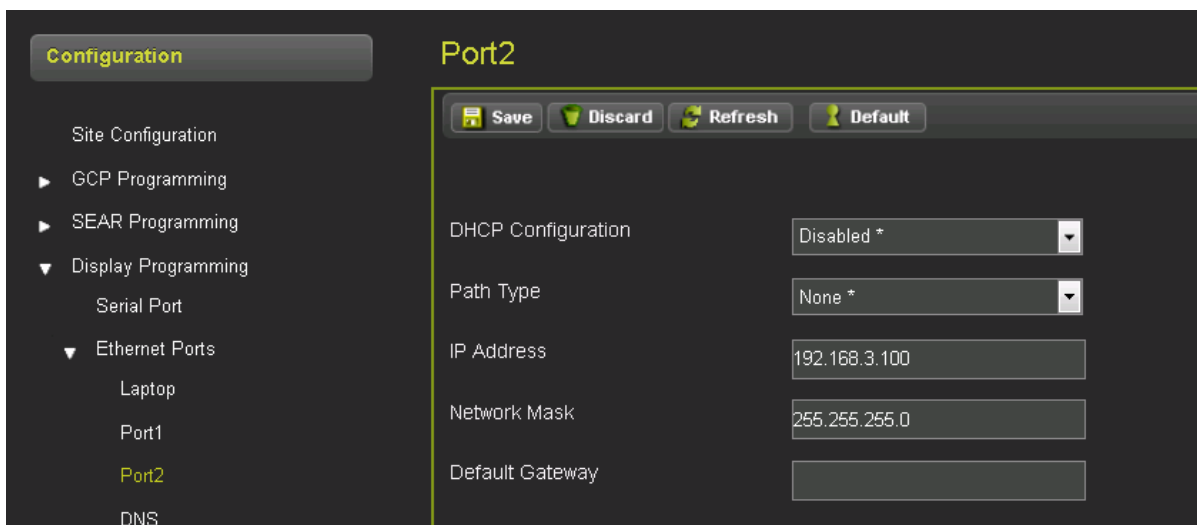 Configuration
Site Configuration
GCP Programming
SEAR Programming
Display Programming
Serial Port
Ethernet Ports
Laptop
Port1
Port2
DNS
Port2
Save Discard Refresh Default
DHCP Configuration Disabled *
Path Type None *
IP Address 192.168.3.100
Network Mask 255.255.255.0
Default Gateway